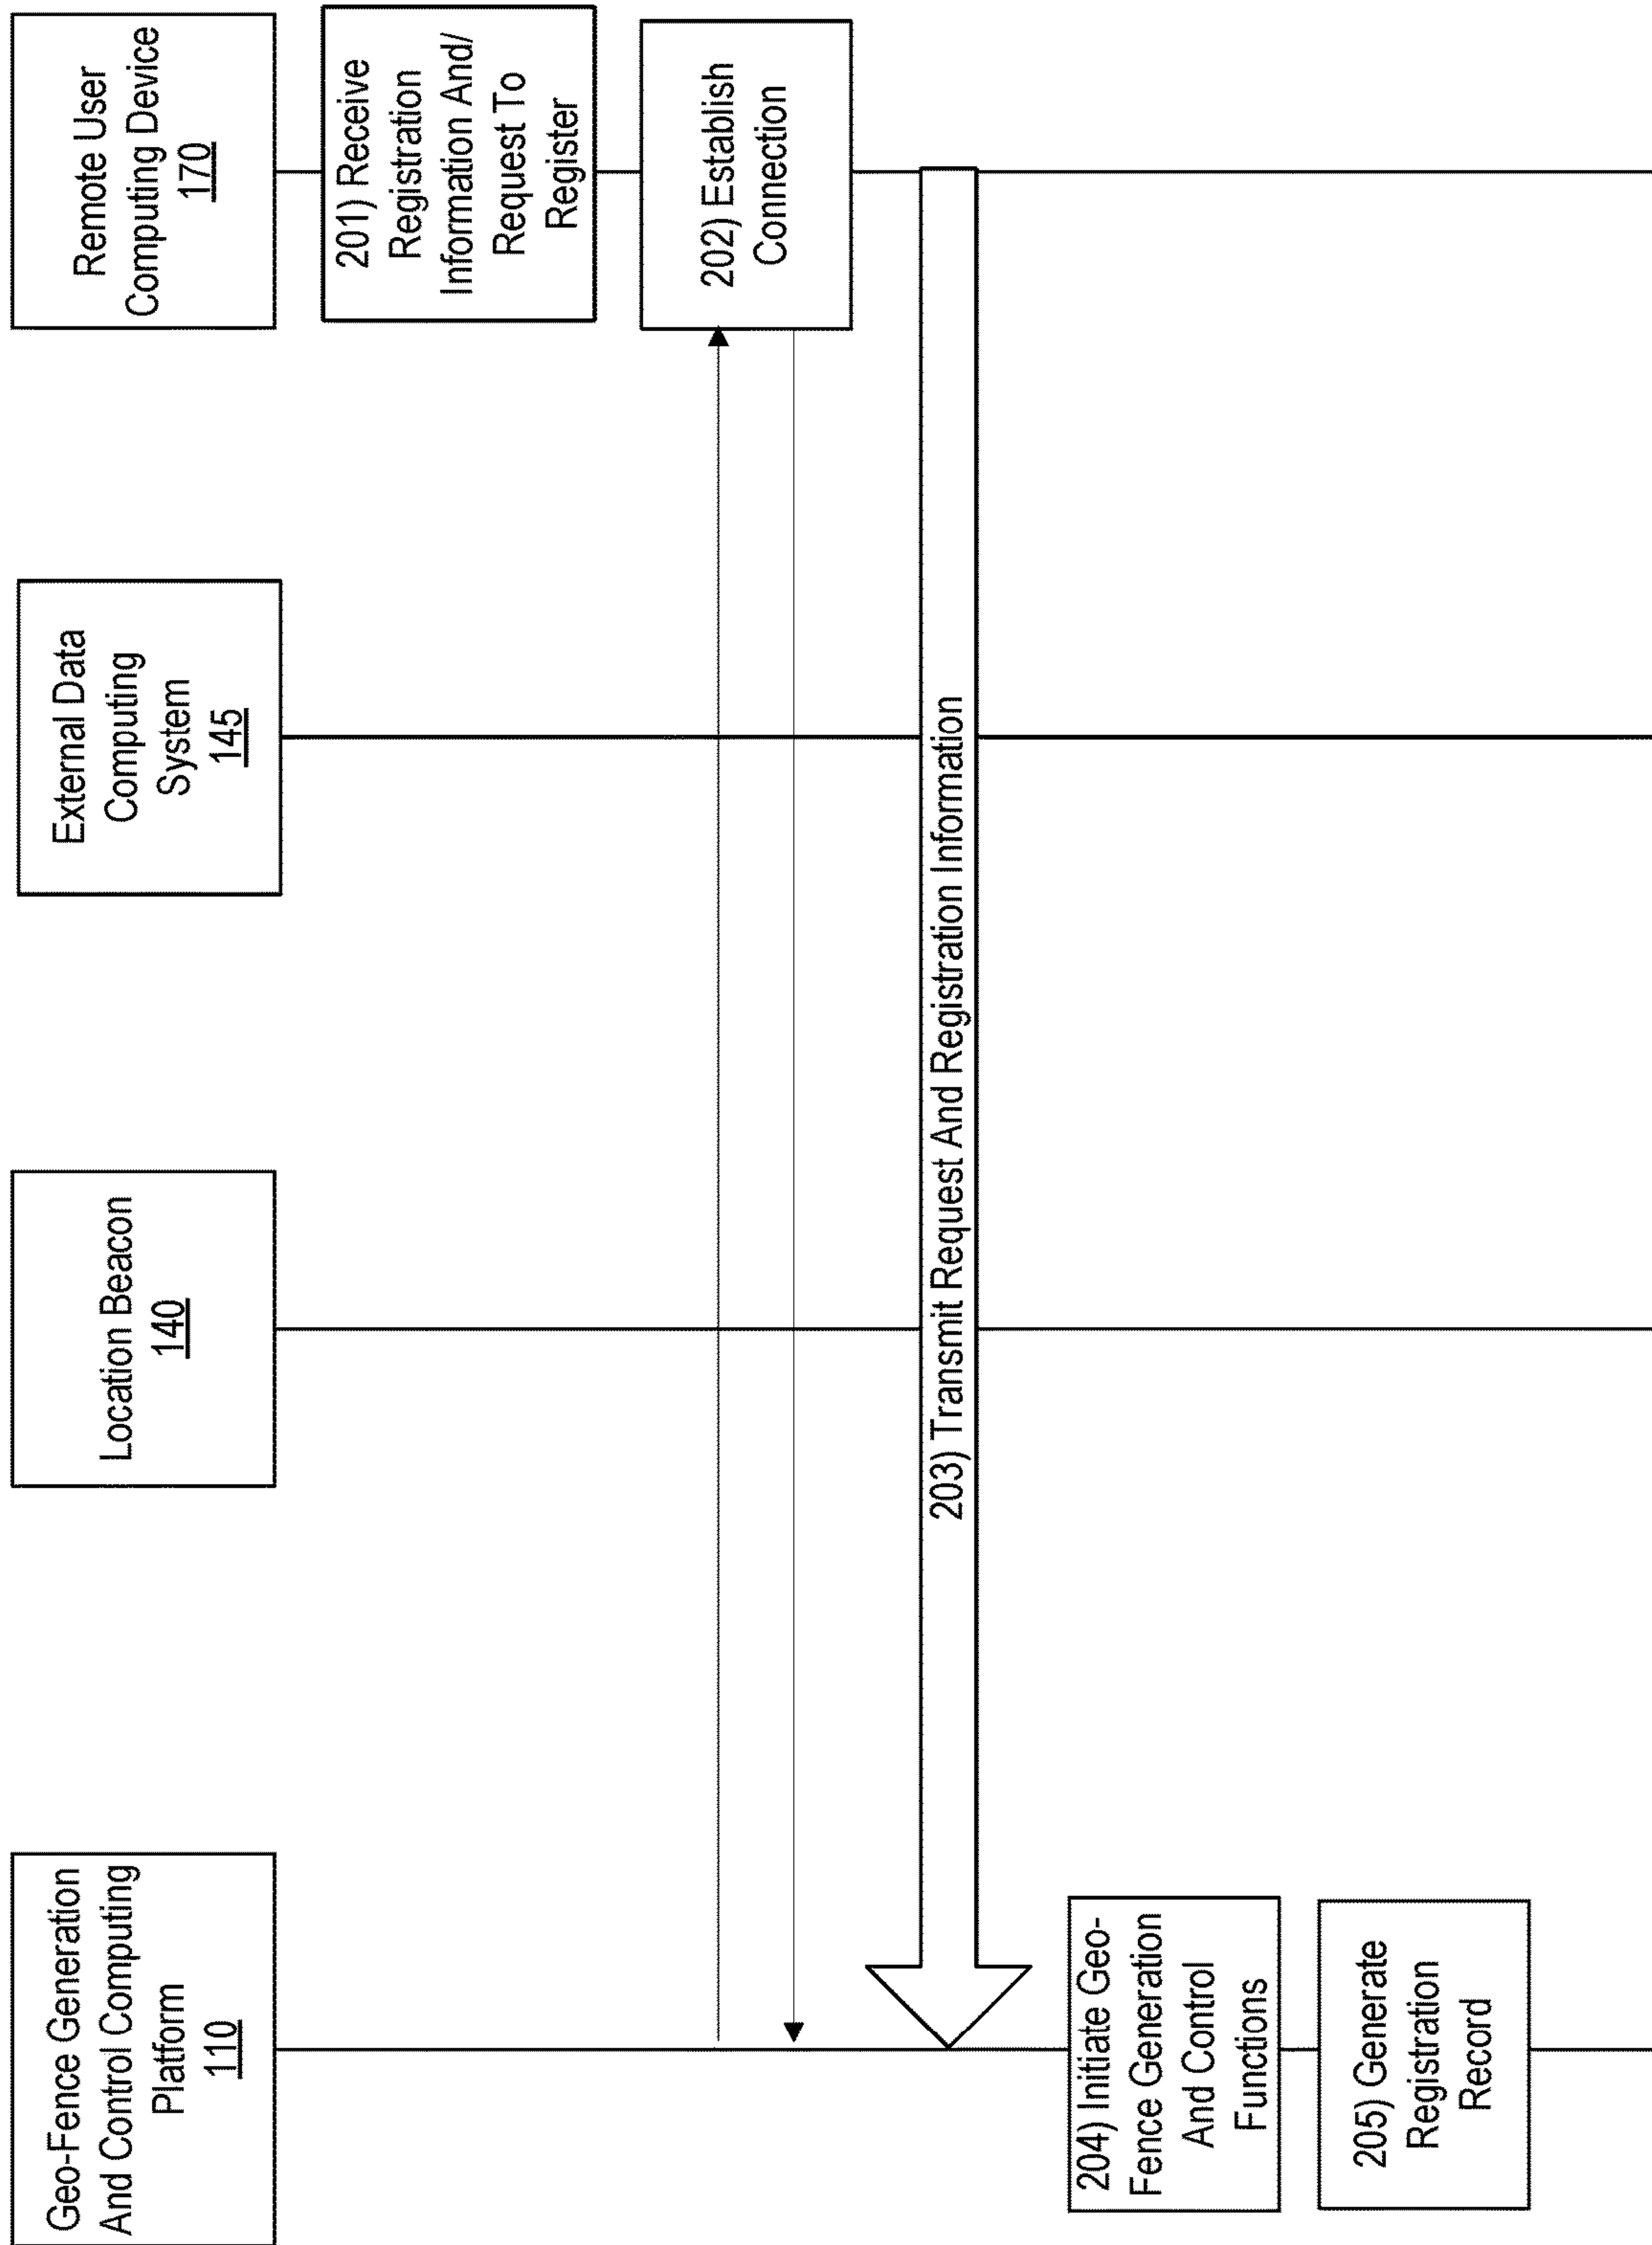 Geo-Fence Generation
And Control Computing
Platform
110
Location Beacon
140
External Data
Computing
System
145
Remote User
Computing Device
170
201) Receive
Registration
Information And/
Request To
Register
202) Establish
Connection
203) Transmit Request And Registration Information
204) Initiate Geo-
Fence Generation
And Control
Functions
205) Generate
Registration
Record